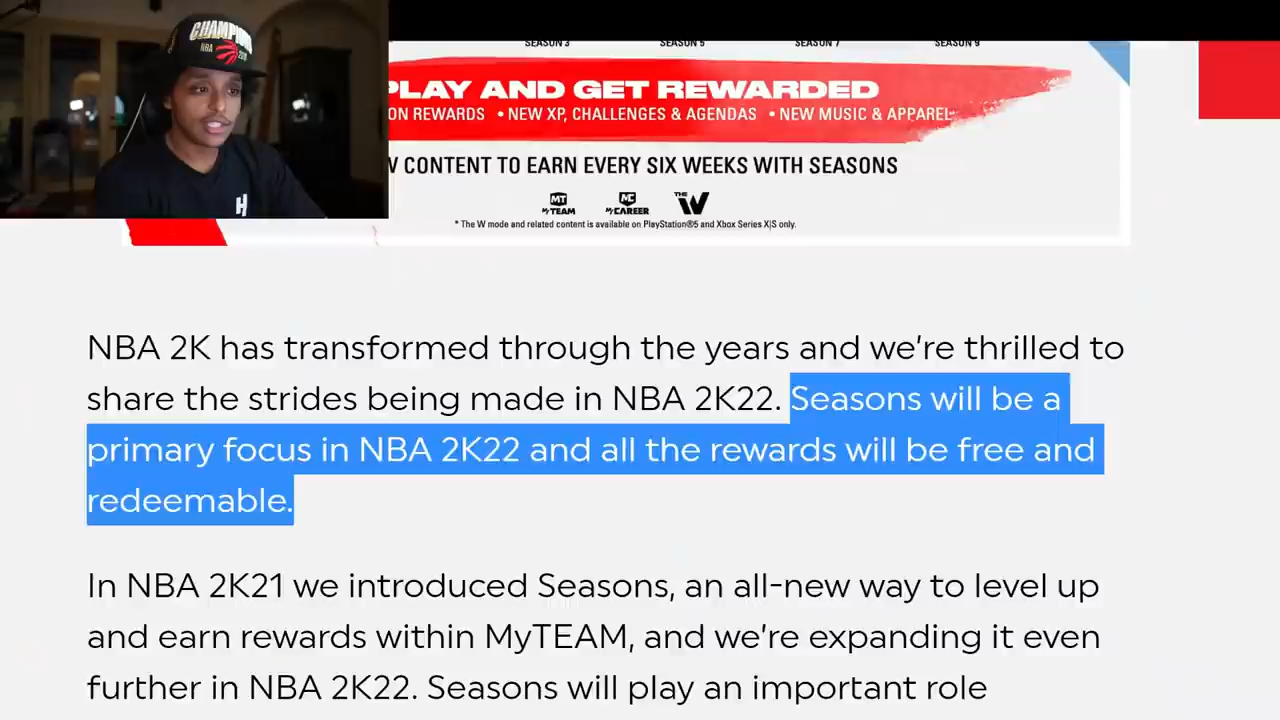 CHAMPIONS
NBA
SEASON 3 SEASON 5 SEASON 7 SEASON 9
PLAY AND GET REWARDED
ON REWARDS • NEW XP, CHALLENGES & AGENDAS • NEW MUSIC & APPAREL
W CONTENT TO EARN EVERY SIX WEEKS WITH SEASONS
MT MC THE W
MyTEAM MyCAREER
* The W mode and related content is available on PlayStation®5 and Xbox Series X|S only.
H
NBA 2K has transformed through the years and we’re thrilled to
share the strides being made in NBA 2K22. Seasons will be a
primary focus in NBA 2K22 and all the rewards will be free and
redeemable.
In NBA 2K21 we introduced Seasons, an all-new way to level up
and earn rewards within MyTEAM, and we’re expanding it even
further in NBA 2K22. Seasons will play an important role